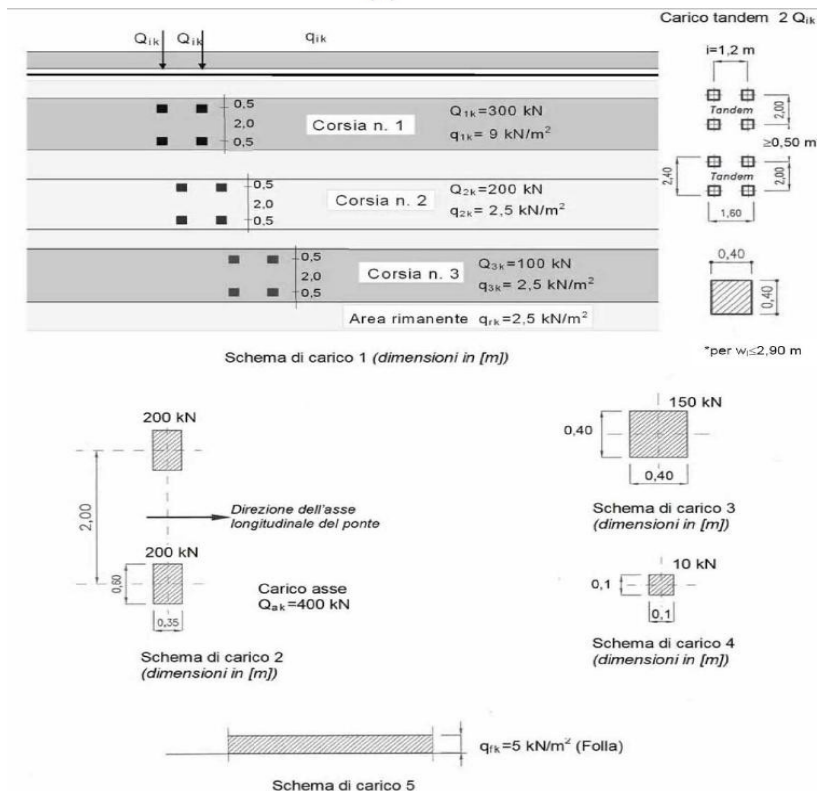 Carico tandem 2 Qik
Qik Qik qik
i=1,2 m
0,5
2,0
0,5
Corsia n. 1
Q1k=300 kN
q1k= 9 kN/m²
Tandem
2,00
≥0,50 m
0,5
2,0
0,5
Corsia n. 2
Q2k=200 kN
q2k= 2,5 kN/m²
2,40
Tandem
2,00
1,60
0,5
2,0
0,5
Corsia n. 3
Q3k=100 kN
q3k= 2,5 kN/m²
0,40
0,40
Area rimanente qrk=2,5 kN/m²
Schema di carico 1 (dimensioni in [m])
*per wl≤2,90 m
200 kN
2,00
Direzione dell'asse
longitudinale del ponte
200 kN
0,60
0,35
Carico asse
Qak=400 kN
Schema di carico 2
(dimensioni in [m])
150 kN
0,40
0,40
Schema di carico 3
(dimensioni in [m])
10 kN
0,1
0,1
Schema di carico 4
(dimensioni in [m])
qfk=5 kN/m² (Folla)
Schema di carico 5